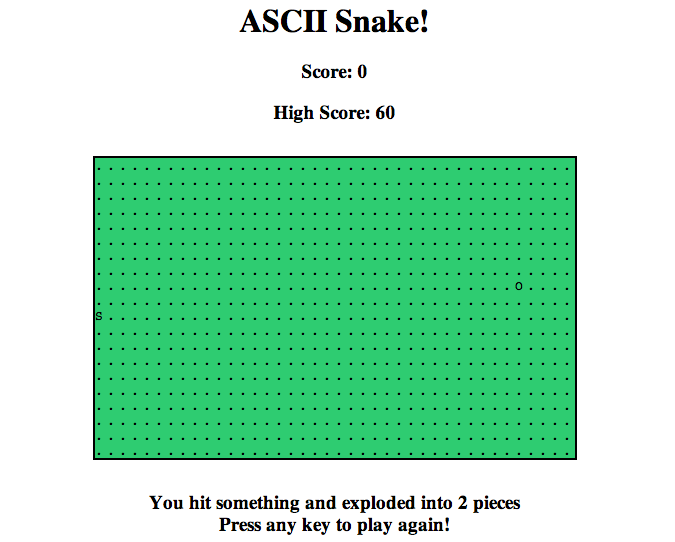 ASCII Snake!
Score: 0
High Score: 60
. . . . . . . . . . . . . . . . . . . . . . . . . . . . . . . . . . . . . . . .
. . . . . . . . . . . . . . . . . . . . . . . . . . . . . . . . . . . . . . . .
. . . . . . . . . . . . . . . . . . . . . . . . . . . . . . . . . . . . . . . .
. . . . . . . . . . . . . . . . . . . . . . . . . . . . . . . . . . . . . . . .
. . . . . . . . . . . . . . . . . . . . . . . . . . . . . . . . . . . . . . . .
. . . . . . . . . . . . . . . . . . . . . . . . . . . . . . . . . . . . . . . .
. . . . . . . . . . . . . . . . . . . . . . . . . . . . . . . . . . . . . . . .
. . . . . . . . . . . . . . . . . . . . . . . . . . . . . . . . . . . . . . . .
. . . . . . . . . . . . . . . . . . . . . . . . . . . . . . . . . . . o . . . .
. . . . . . . . . . . . . . . . . . . . . . . . . . . . . . . . . . . . . . . .
s . . . . . . . . . . . . . . . . . . . . . . . . . . . . . . . . . . . . . . .
. . . . . . . . . . . . . . . . . . . . . . . . . . . . . . . . . . . . . . . .
. . . . . . . . . . . . . . . . . . . . . . . . . . . . . . . . . . . . . . . .
. . . . . . . . . . . . . . . . . . . . . . . . . . . . . . . . . . . . . . . .
. . . . . . . . . . . . . . . . . . . . . . . . . . . . . . . . . . . . . . . .
. . . . . . . . . . . . . . . . . . . . . . . . . . . . . . . . . . . . . . . .
. . . . . . . . . . . . . . . . . . . . . . . . . . . . . . . . . . . . . . . .
. . . . . . . . . . . . . . . . . . . . . . . . . . . . . . . . . . . . . . . .
. . . . . . . . . . . . . . . . . . . . . . . . . . . . . . . . . . . . . . . .
. . . . . . . . . . . . . . . . . . . . . . . . . . . . . . . . . . . . . . . .
You hit something and exploded into 2 pieces
Press any key to play again!